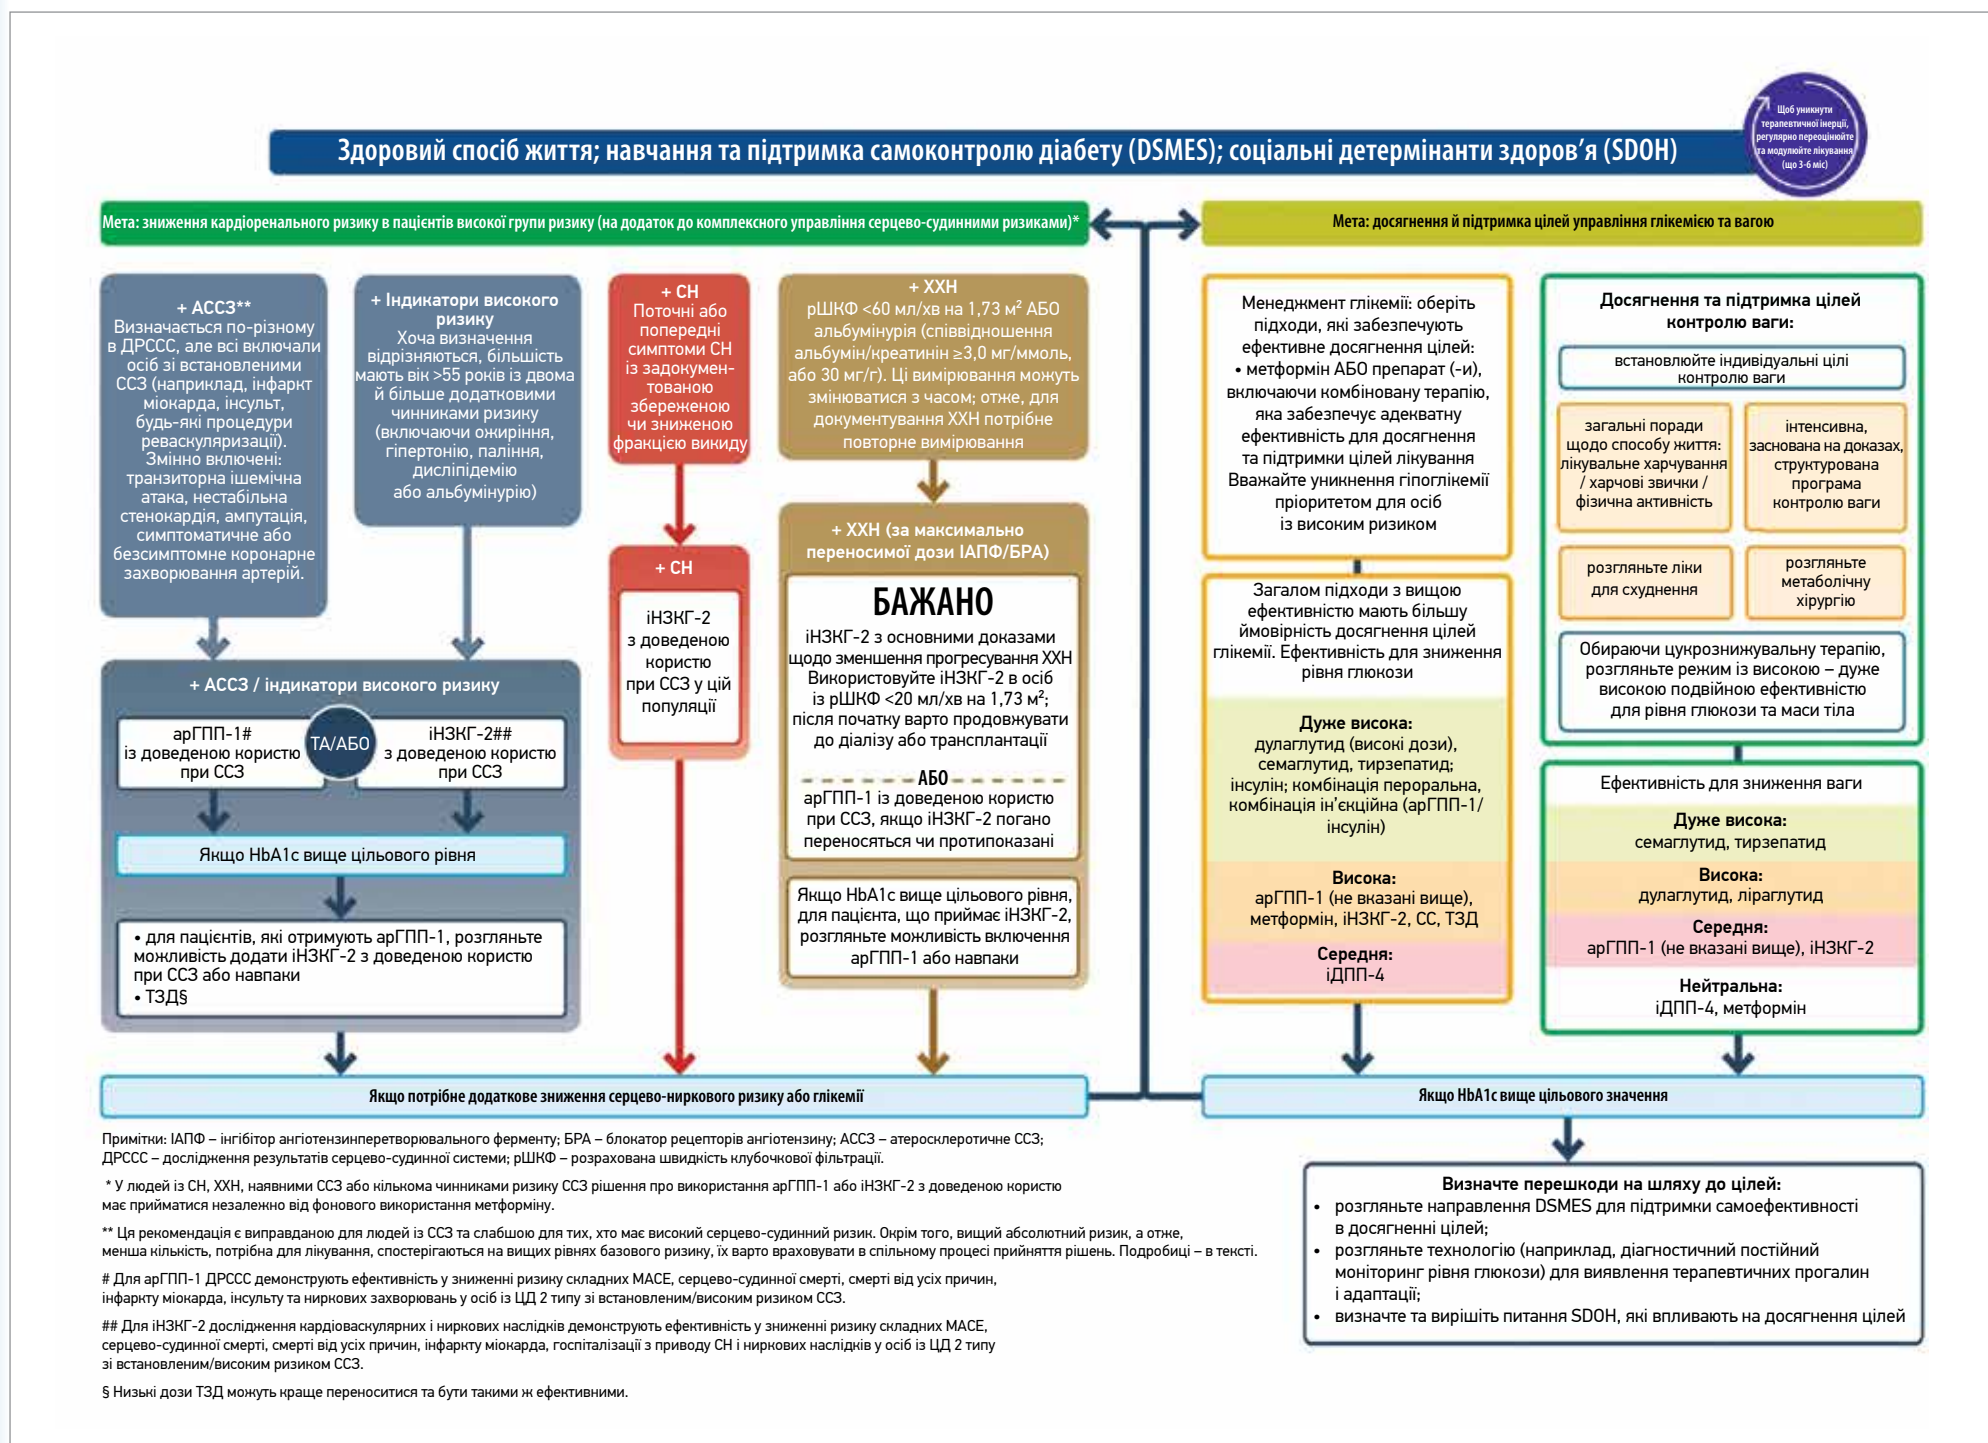 Щоб уникнути
терапевтичної інерції,
регулярно переоцінюйте
та модулюйте лікування
(що 3-6 міс)
Здоровий спосіб життя; навчання та підтримка самоконтролю діабету (DSMES); соціальні детермінанти здоров’я (SDOH)
Мета: зниження кардіоренального ризику в пацієнтів високої групи ризику (на додаток до комплексного управління серцево-судинними ризиками)*
Мета: досягнення й підтримка цілей управління глікемією та вагою
+ АССЗ**
Визначається по-різному
в ДРССС, але всі включали
осіб зі встановленими
ССЗ (наприклад, інфаркт
міокарда, інсульт,
будь-які процедури
реваскуляризації).
Змінно включені:
транзиторна ішемічна
атака, нестабільна
стенокардія, ампутація,
симптоматичне або
безсимптомне коронарне
захворювання артерій.
+ Індикатори високого
ризику
Хоча визначення
відрізняються, більшість
мають вік >55 років із двома
й більше додатковими
чинниками ризику
(включаючи ожиріння,
гіпертонію, паління,
дисліпідемію
або альбумінурію)
+ СН
Поточні або
попередні
симптоми СН
із задокумен-
тованою
збереженою
чи зниженою
фракцією викиду
+ ХХН
рШКФ <60 мл/хв на 1,73 м² АБО
альбумінурія (співвідношення
альбумін/креатинін ≥3,0 мг/ммоль,
або 30 мг/г). Ці вимірювання можуть
змінюватися з часом; отже, для
документування ХХН потрібне
повторне вимірювання
+ АССЗ / індикатори високого ризику
арГПП-1#
із доведеною користю
при ССЗ
ТА/АБО
іНЗКГ-2##
з доведеною користю
при ССЗ
Якщо HbA1c вище цільового рівня
• для пацієнтів, які отримують арГПП-1, розгляньте
можливість додати іНЗКГ-2 з доведеною користю
при ССЗ або навпаки
• ТЗД§
+ СН
іНЗКГ-2
з доведеною
користю
при ССЗ у цій
популяції
+ ХХН (за максимально
переносимої дози ІАПФ/БРА)
БАЖАНО
іНЗКГ-2 з основними доказами
щодо зменшення прогресування ХХН
Використовуйте іНЗКГ-2 в осіб
із рШКФ <20 мл/хв на 1,73 м²;
після початку варто продовжувати
до діалізу або трансплантації
АБО
арГПП-1 із доведеною користю
при ССЗ, якщо іНЗКГ-2 погано
переносяться чи протипоказані
Якщо HbA1c вище цільового рівня,
для пацієнта, що приймає іНЗКГ-2,
розгляньте можливість включення
арГПП-1 або навпаки
Менеджмент глікемії: оберіть
підходи, які забезпечують
ефективне досягнення цілей:
• метформін АБО препарат (-и),
включаючи комбіновану терапію,
яка забезпечує адекватну
ефективність для досягнення
та підтримки цілей лікування
Вважайте уникнення гіпоглікемії
пріоритетом для осіб
із високим ризиком
Загалом підходи з вищою
ефективністю мають більшу
ймовірність досягнення цілей
глікемії. Ефективність для зниження
рівня глюкози
Дуже висока:
дулаглутид (високі дози),
семаглутид, тирзепатид;
інсулін; комбінація пероральна,
комбінація ін’єкційна (арГПП-1/
інсулін)
Висока:
арГПП-1 (не вказані вище),
метформін, іНЗКГ-2, СС, ТЗД
Середня:
іДПП-4
Досягнення та підтримка цілей
контролю ваги:
встановлюйте індивідуальні цілі
контролю ваги
загальні поради
щодо способу життя:
лікувальне харчування
/ харчові звички /
фізична активність
інтенсивна,
заснована на доказах,
структурована
програма
контролю ваги
розгляньте ліки
для схуднення
розгляньте
метаболічну
хірургію
Обираючи цукрознижувальну терапію,
розгляньте режим із високою – дуже
високою подвійною ефективністю
для рівня глюкози та маси тіла
Ефективність для зниження ваги
Дуже висока:
семаглутид, тирзепатид
Висока:
дулаглутид, ліраглутид
Середня:
арГПП-1 (не вказані вище), іНЗКГ-2
Нейтральна:
іДПП-4, метформін
Якщо потрібне додаткове зниження серцево-ниркового ризику або глікемії
Якщо HbA1c вище цільового значення
Визначте перешкоди на шляху до цілей:
• розгляньте направлення DSMES для підтримки самоефективності
в досягненні цілей;
• розгляньте технологію (наприклад, діагностичний постійний
моніторинг рівня глюкози) для виявлення терапевтичних прогалин
і адаптації;
• визначте та вирішіть питання SDOH, які впливають на досягнення цілей
Примітки: ІАПФ – інгібітор ангіотензинперетворювального ферменту; БРА – блокатор рецепторів ангіотензину; АССЗ – атеросклеротичне ССЗ;
ДРССС – дослідження результатів серцево-судинної системи; рШКФ – розрахована швидкість клубочкової фільтрації.
* У людей із СН, ХХН, наявними ССЗ або кількома чинниками ризику ССЗ рішення про використання арГПП-1 або іНЗКГ-2 з доведеною користю
має прийматися незалежно від фонового використання метформіну.
** Ця рекомендація є виправданою для людей із ССЗ та слабшою для тих, хто має високий серцево-судинний ризик. Окрім того, вищий абсолютний ризик, а отже,
менша кількість, потрібна для лікування, спостерігаються на вищих рівнях базового ризику, їх варто враховувати в спільному процесі прийняття рішень. Подробиці – в тексті.
# Для арГПП-1 ДРССС демонструють ефективність у зниженні ризику складних MACE, серцево-судинної смерті, смерті від усіх причин,
інфаркту міокарда, інсульту та ниркових захворювань у осіб із ЦД 2 типу зі встановленим/високим ризиком ССЗ.
## Для іНЗКГ-2 дослідження кардіоваскулярних і ниркових наслідків демонструють ефективність у зниженні ризику складних MACE,
серцево-судинної смерті, смерті від усіх причин, інфаркту міокарда, госпіталізації з приводу СН і ниркових наслідків у осіб із ЦД 2 типу
зі встановленим/високим ризиком ССЗ.
§ Низькі дози ТЗД можуть краще переноситися та бути такими ж ефективними.